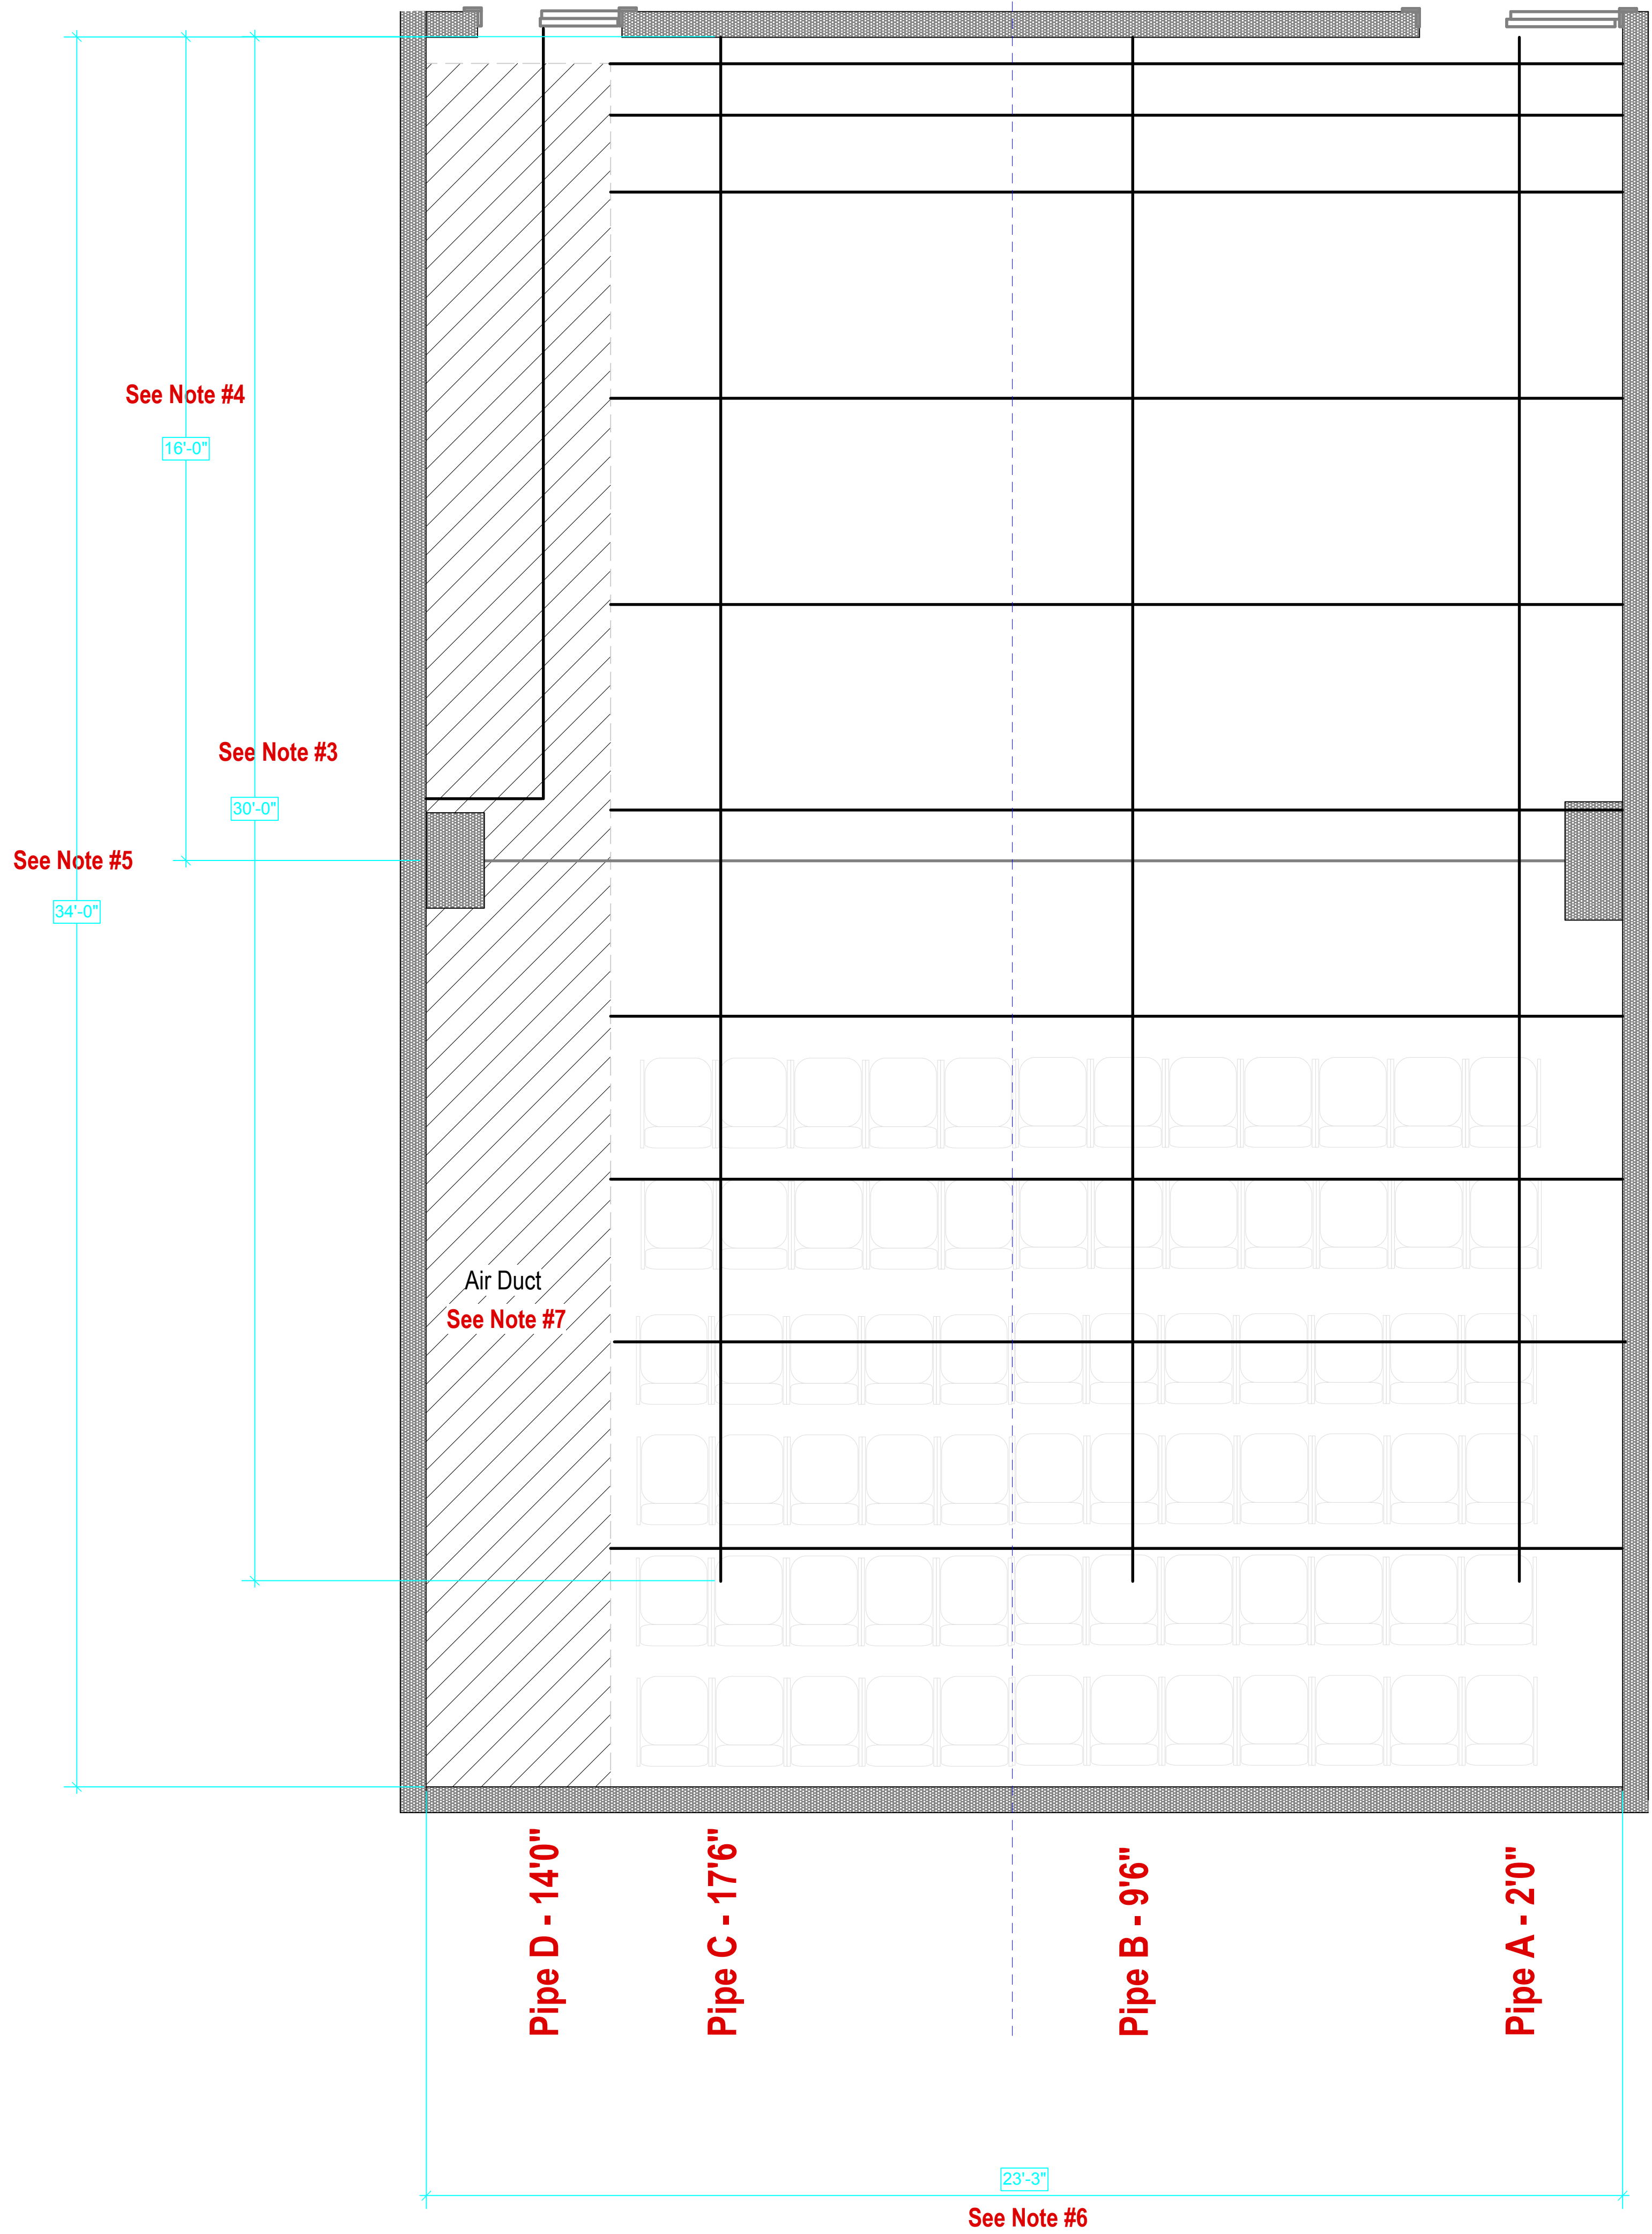 See Note #4
16'-0"
See Note #3
30'-0"
See Note #5
34'-0"
Air Duct
See Note #7
Pipe D - 14'0"
Pipe C - 17'6"
Pipe B - 9'6"
Pipe A - 2'0"
23'-3"
See Note #6